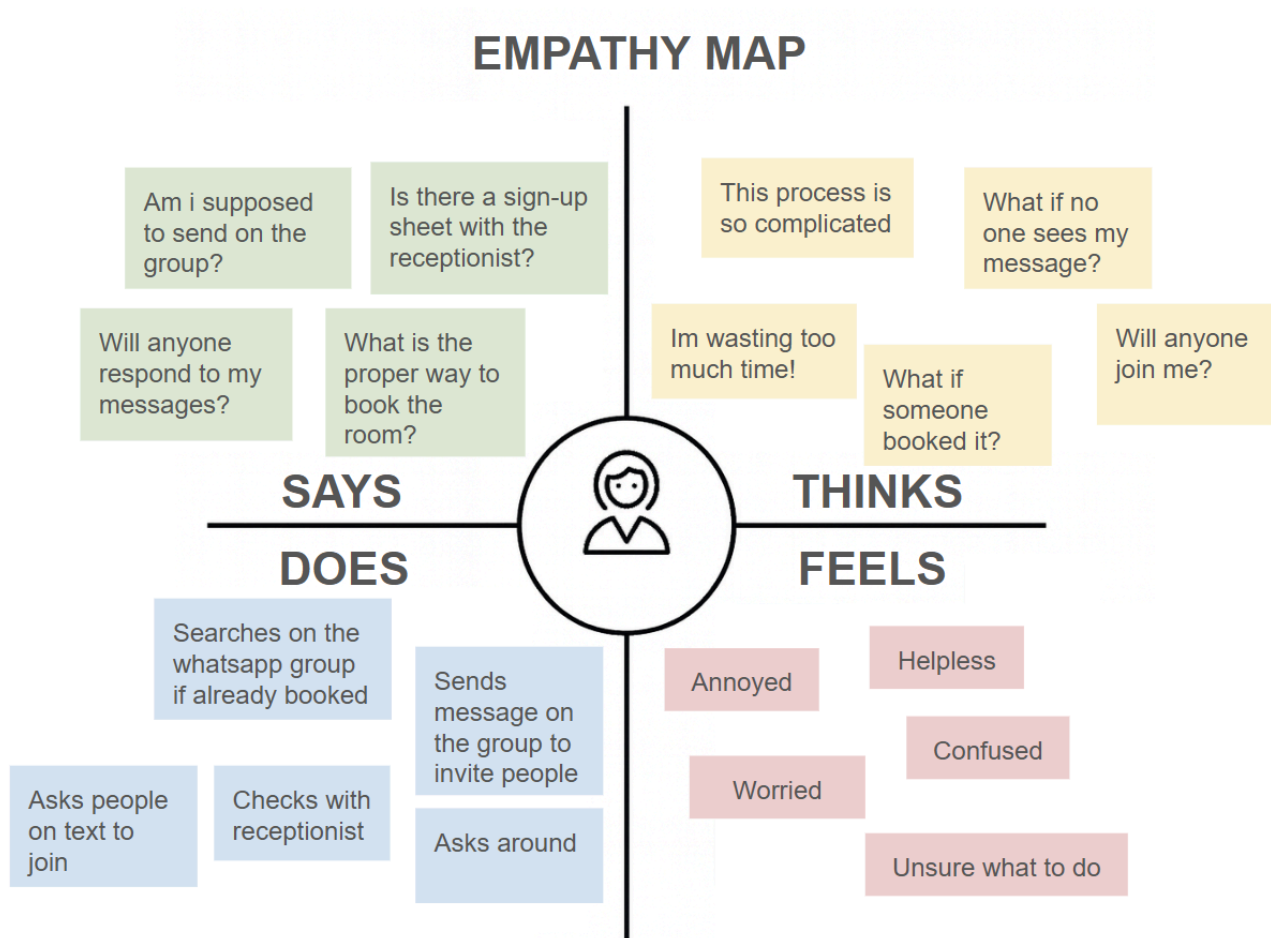 EMPATHY MAP
Am i supposed
to send on the
group?
Is there a sign-up
sheet with the
receptionist?
Will anyone
respond to my
messages?
What is the
proper way to
book the
room?
SAYS
This process is
so complicated
What if no
one sees my
message?
Im wasting too
much time!
What if
someone
booked it?
Will anyone
join me?
THINKS
DOES
Searches on the
whatsapp group
if already booked
Sends
message on
the group to
invite people
Asks people
on text to
join
Checks with
receptionist
Asks around
FEELS
Annoyed
Helpless
Confused
Worried
Unsure what to do